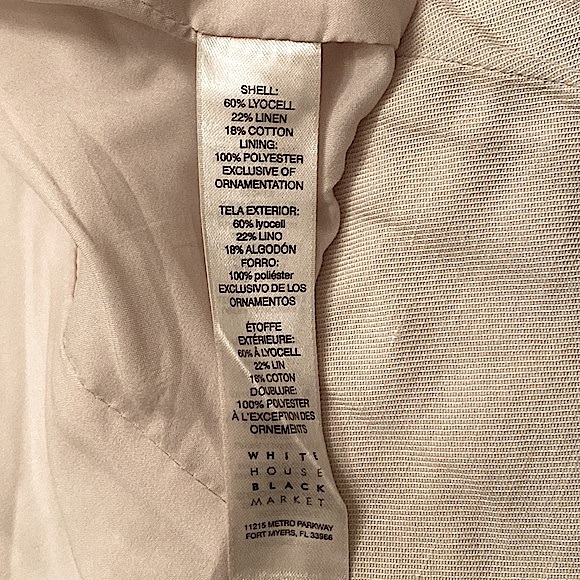 SHELL:
60% LYOCELL
22% LINEN
18% COTTON
LINING:
100% POLYESTER
EXCLUSIVE OF
ORNAMENTATION
TELA EXTERIOR:
60% lyocell
22% LINO
18% ALGODÓN
FORRO:
100% poliéster
EXCLUSIVO DE LOS
ORNAMENTOS
ÉTOFFE
EXTÉRIEURE:
60% À LYOCELL
22% LIN
18% COTON
DOUBLURE:
100% POLYESTER
À L'EXCEPTION DES
ORNEMENTS
WHITE
HOUSE
BLACK
MARKET
11215 METRO PARKWAY
FORT MYERS, FL 33966